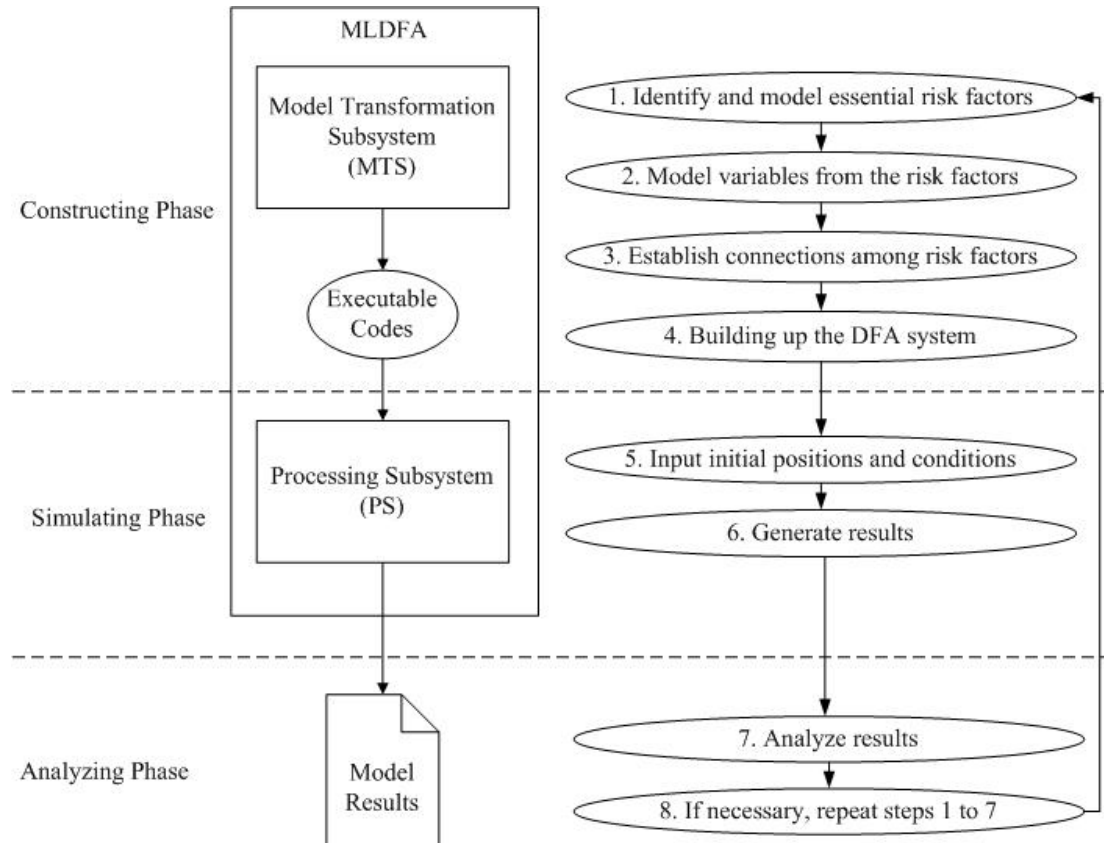 MLDFA
Model Transformation
Subsystem
(MTS)
Constructing Phase
Executable
Codes
Processing Subsystem
(PS)
Simulating Phase
Analyzing Phase
Model
Results
1. Identify and model essential risk factors
2. Model variables from the risk factors
3. Establish connections among risk factors
4. Building up the DFA system
5. Input initial positions and conditions
6. Generate results
7. Analyze results
8. If necessary, repeat steps 1 to 7